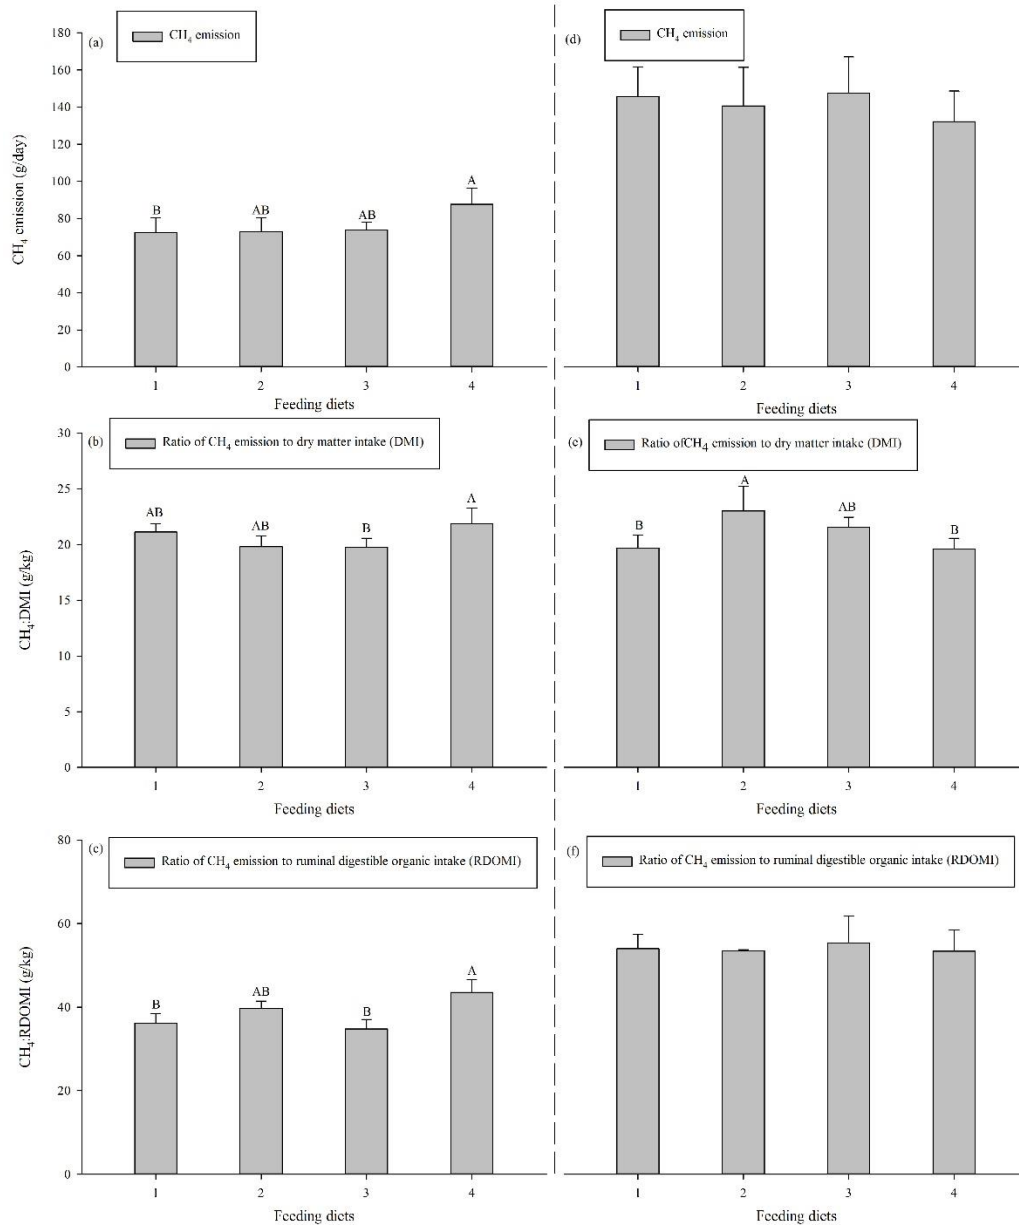 (a)
CH4 emission
CH4 emission (g/day)
180
160
140
120
100
80
60
40
20
0
B
AB
AB
A
1 2 3 4
Feeding diets
(d)
CH4 emission
1 2 3 4
Feeding diets
(b)
Ratio of CH4 emission to dry matter intake (DMI)
CH4:DMI (g/kg)
30
25
20
15
10
5
0
AB
AB
B
A
1 2 3 4
Feeding diets
(e)
Ratio ofCH4 emission to dry matter intake (DMI)
B
A
AB
B
1 2 3 4
Feeding diets
(c)
Ratio of CH4 emission to ruminal digestible organic intake (RDOMI)
CH4:RDOMI (g/kg)
80
60
40
20
0
B
AB
B
A
1 2 3 4
Feeding diets
(f)
Ratio of CH4 emission to ruminal digestible organic intake (RDOMI)
1 2 3 4
Feeding diets